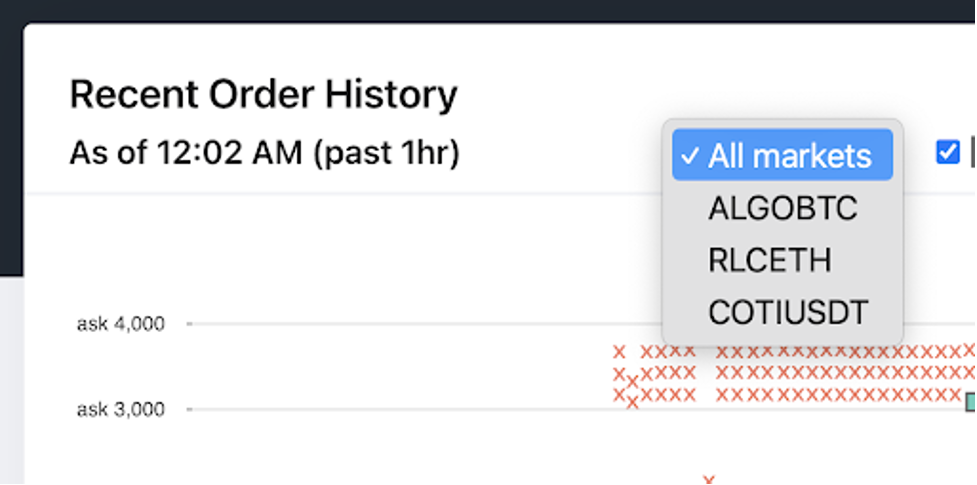 Recent Order History
As of 12:02 AM (past 1hr)
✓ All markets
ALGOBTC
RLCETH
COTIUSDT
ask 4,000
ask 3,000